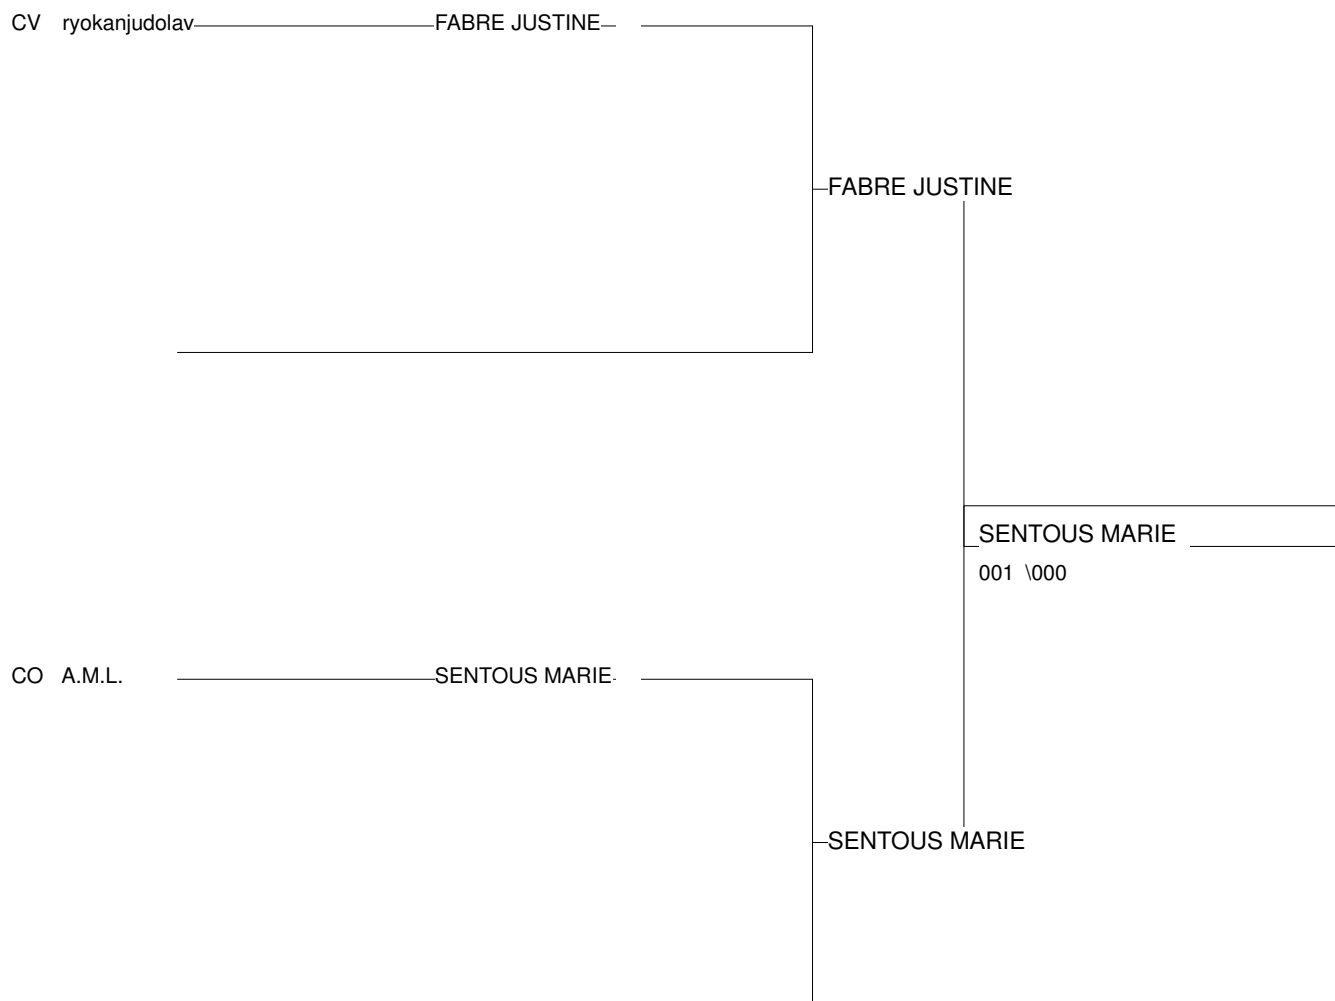 CV ryokanjudolav FABRE JUSTINE
FABRE JUSTINE
SENTOUS MARIE
001 \000
CO A.M.L. SENTOUS MARIE
SENTOUS MARIE